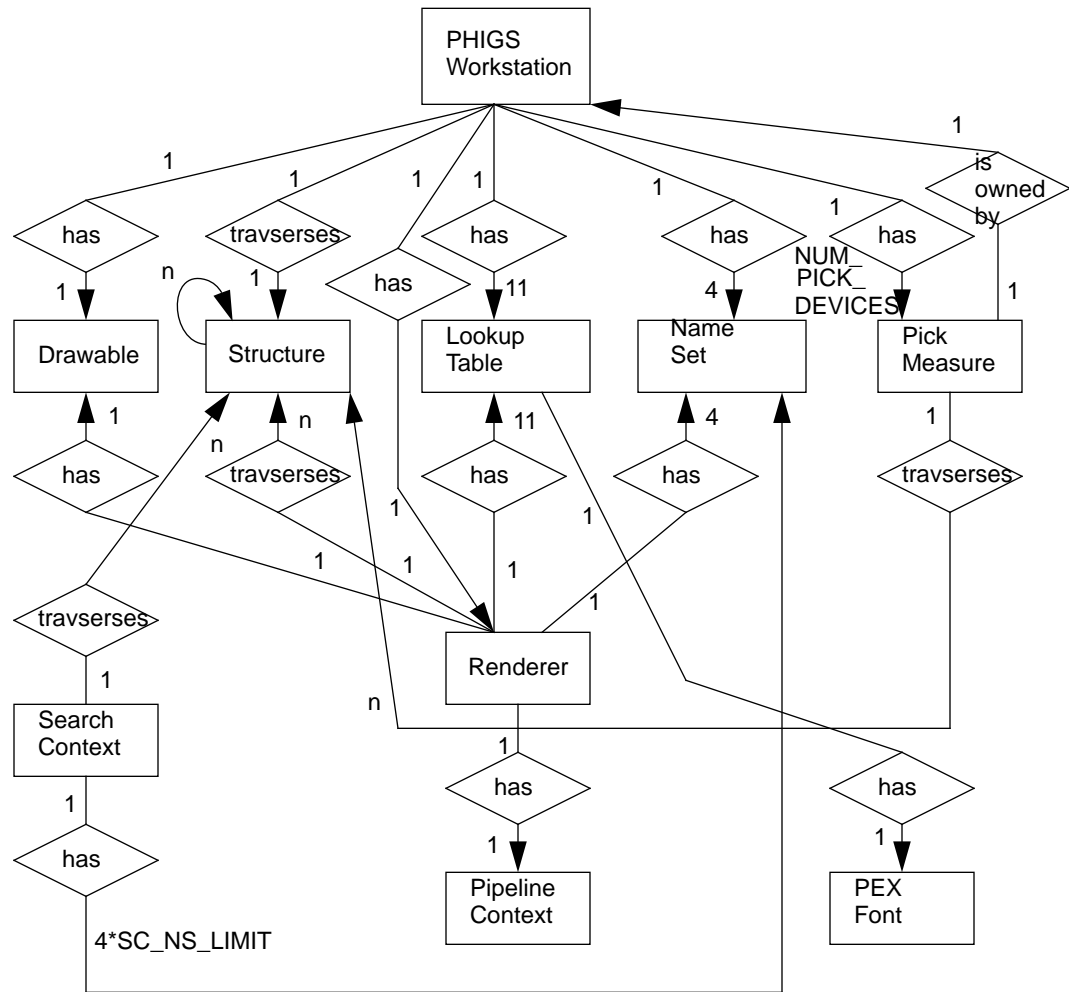 PHIGS
Workstation
1
1
1
1
1
1
1
1
is
owned
by
has
travserses
has
has
has
has
n
1
1
11
4
NUM_
PICK_
DEVICES
1
Drawable
Structure
Lookup
Table
Name
Set
Pick
Measure
1
n
n
11
4
1
has
travserses
has
has
travserses
1
1
1
1
1
1
travserses
1
Renderer
n
Search
Context
1
1
has
has
has
1
1
4*SC_NS_LIMIT
Pipeline
Context
PEX
Font